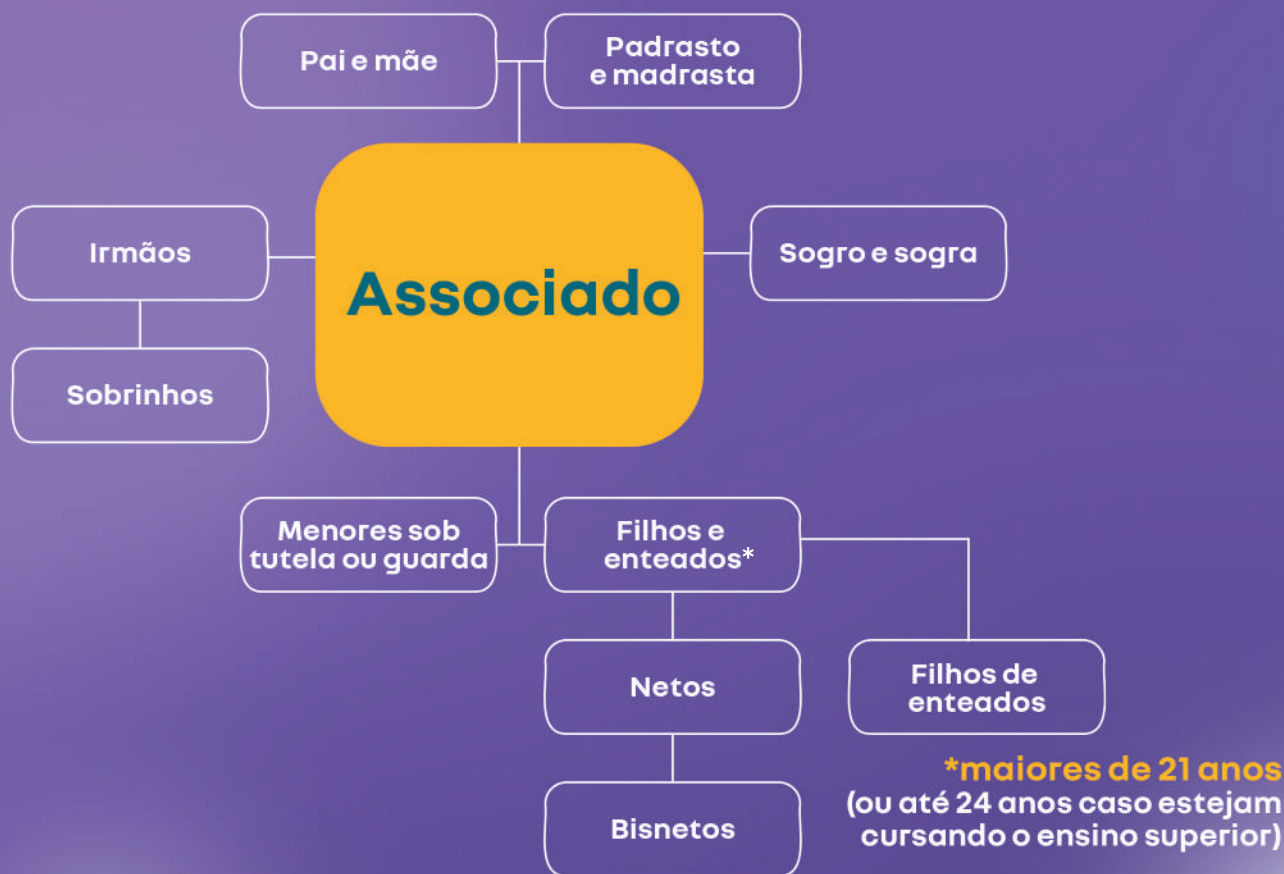 Pai e mãe
Padrasto
e madrasta
Irmãos
Associado
Sogro e sogra
Sobrinhos
Menores sob
tutela ou guarda
Filhos e
enteados*
Netos
Filhos de
enteados
Bisnetos
*maiores de 21 anos
(ou até 24 anos caso estejam
cursando o ensino superior)